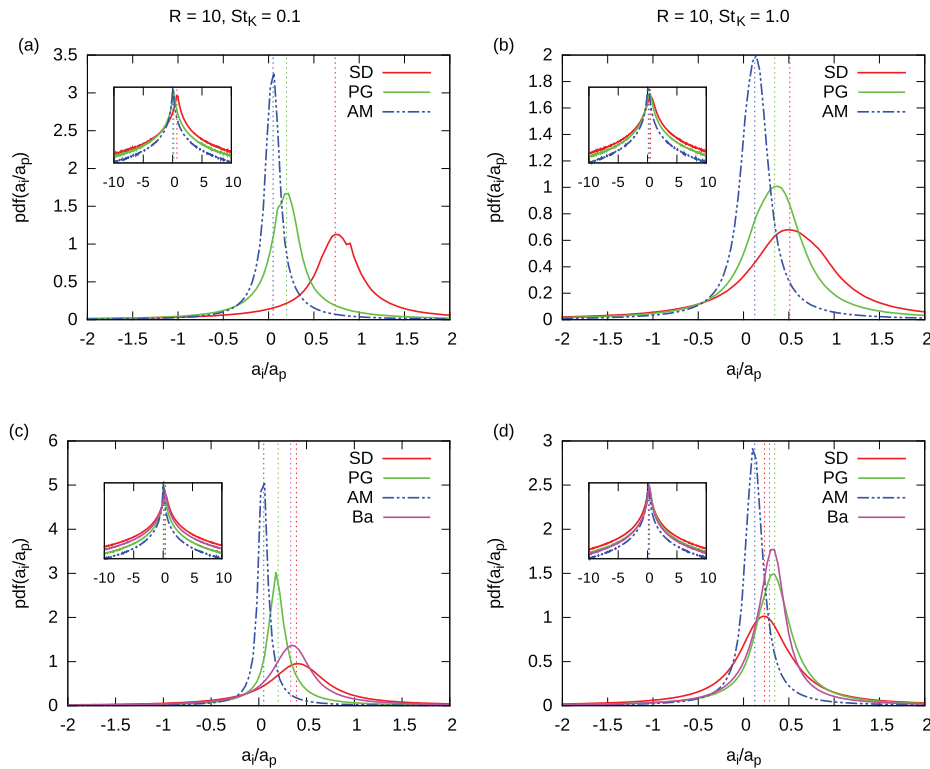 R = 10, St_K = 0.1
R = 10, St_K = 1.0
(a)
3.5
3
2.5
2
1.5
1
0.5
0
pdf(a_i/a_p)
SD
PG
AM
-10 -5 0 5 10
-2 -1.5 -1 -0.5 0 0.5 1 1.5 2
a_i/a_p
(b)
2
1.8
1.6
1.4
1.2
1
0.8
0.6
0.4
0.2
0
pdf(a_i/a_p)
SD
PG
AM
-10 -5 0 5 10
-2 -1.5 -1 -0.5 0 0.5 1 1.5 2
a_i/a_p
(c)
6
5
4
3
2
1
0
pdf(a_i/a_p)
SD
PG
AM
Ba
-10 -5 0 5 10
-2 -1.5 -1 -0.5 0 0.5 1 1.5 2
a_i/a_p
(d)
3
2.5
2
1.5
1
0.5
0
pdf(a_i/a_p)
SD
PG
AM
Ba
-10 -5 0 5 10
-2 -1.5 -1 -0.5 0 0.5 1 1.5 2
a_i/a_p